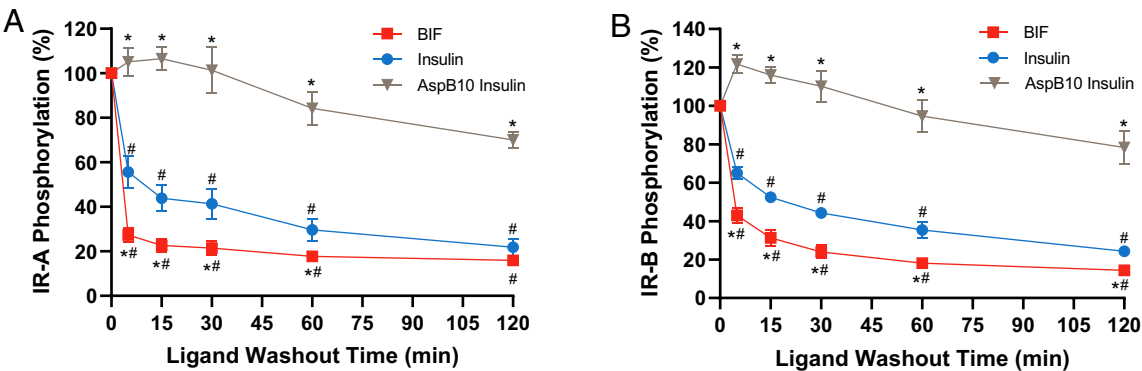 A
IR-A Phosphorylation (%)
120
100
80
60
40
20
0
BIF
Insulin
AspB10 Insulin
* * * * *
# # # # #
*# *# *# *# #
0 15 30 45 60 75 90 105 120
Ligand Washout Time (min)
B
IR-B Phosphorylation (%)
140
120
100
80
60
40
20
0
BIF
Insulin
AspB10 Insulin
* * * * *
# # # # #
*# *# *# *# *#
0 15 30 45 60 75 90 105 120
Ligand Washout Time (min)